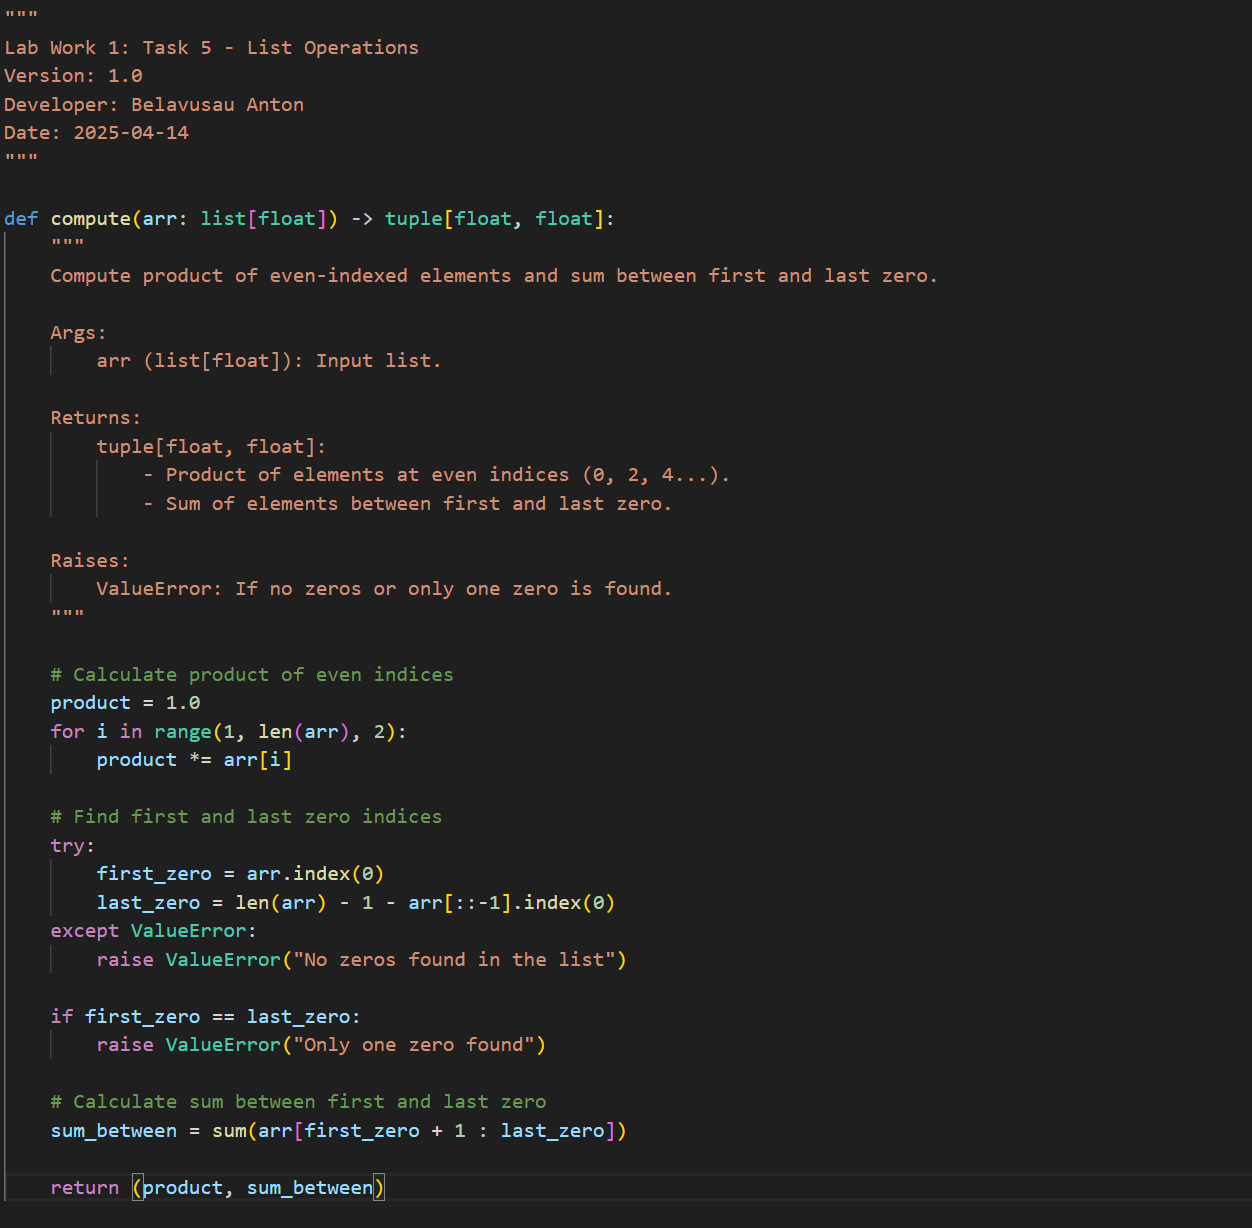 """
Lab Work 1: Task 5 - List Operations
Version: 1.0
Developer: Belavusau Anton
Date: 2025-04-14
"""

def compute(arr: list[float]) -> tuple[float, float]:
    """
    Compute product of even-indexed elements and sum between first and last zero.

    Args:
        arr (list[float]): Input list.

    Returns:
        tuple[float, float]:
            - Product of elements at even indices (0, 2, 4...).
            - Sum of elements between first and last zero.

    Raises:
        ValueError: If no zeros or only one zero is found.
    """

    # Calculate product of even indices
    product = 1.0
    for i in range(1, len(arr), 2):
        product *= arr[i]

    # Find first and last zero indices
    try:
        first_zero = arr.index(0)
        last_zero = len(arr) - 1 - arr[::-1].index(0)
    except ValueError:
        raise ValueError("No zeros found in the list")

    if first_zero == last_zero:
        raise ValueError("Only one zero found")

    # Calculate sum between first and last zero
    sum_between = sum(arr[first_zero + 1 : last_zero])

    return (product, sum_between)